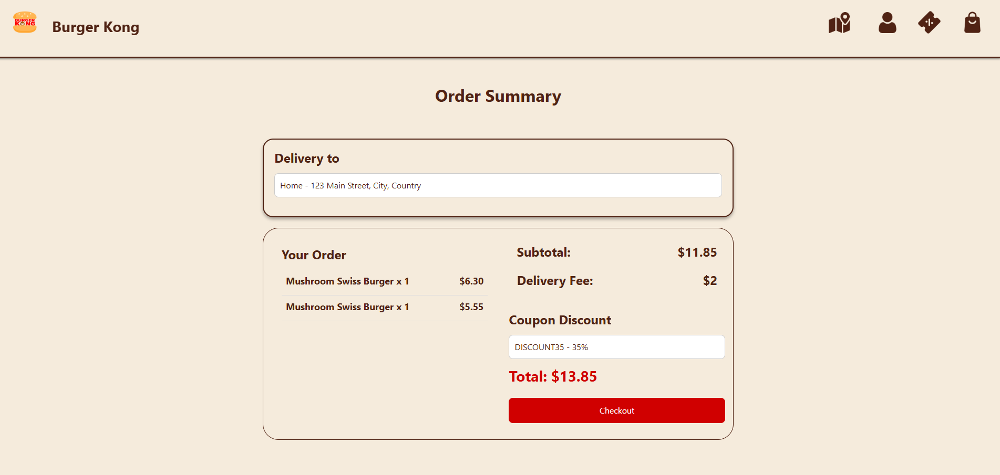 BURGER
KONG
Burger Kong
Order Summary
Delivery to
Home - 123 Main Street, City, Country
Your Order
Mushroom Swiss Burger x 1 $6.30
Mushroom Swiss Burger x 1 $5.55
Subtotal: $11.85
Delivery Fee: $2
Coupon Discount
DISCOUNT35 - 35%
Total: $13.85
Checkout